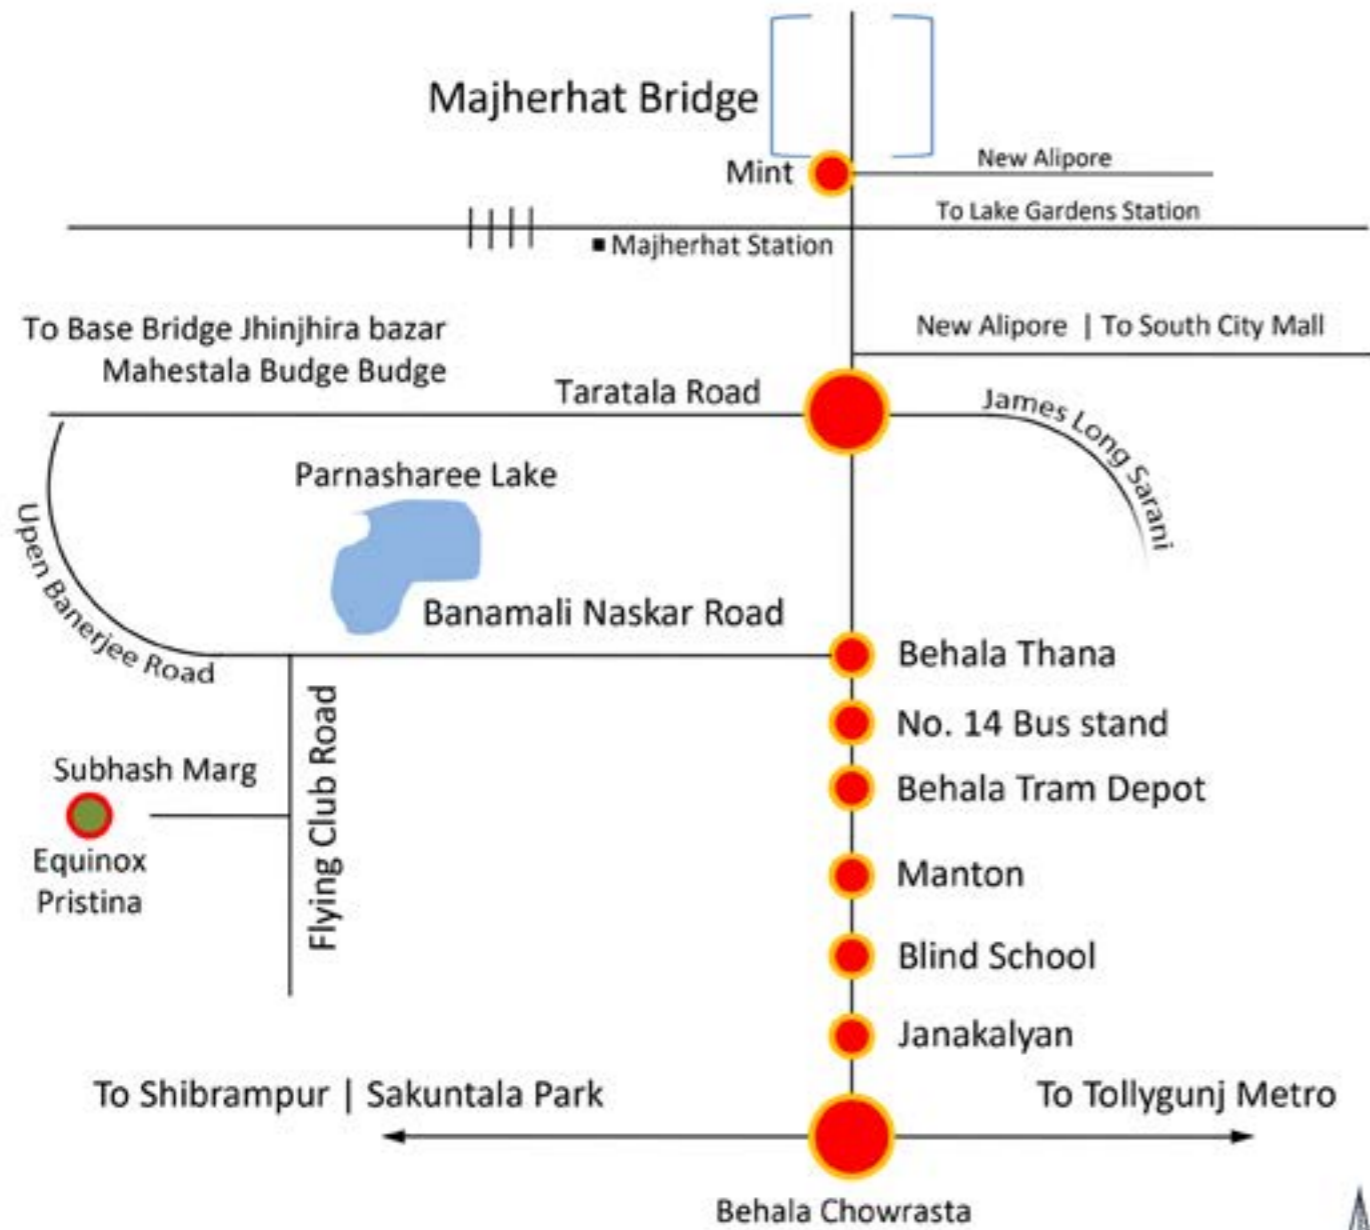 Majherhat Bridge
Mint
New Alipore
To Lake Gardens Station
Majherhat Station
To Base Bridge Jhinjhira bazar
Mahestala Budge Budge
New Alipore | To South City Mall
Taratala Road
James Long Sarani
Parnasharee Lake
Upen Banerjee Road
Banamali Naskar Road
Behala Thana
No. 14 Bus stand
Subhash Marg
Flying Club Road
Behala Tram Depot
Equinox
Pristina
Manton
Blind School
Janakalyan
To Shibrampur | Sakuntala Park
To Tollygunj Metro
Behala Chowrasta